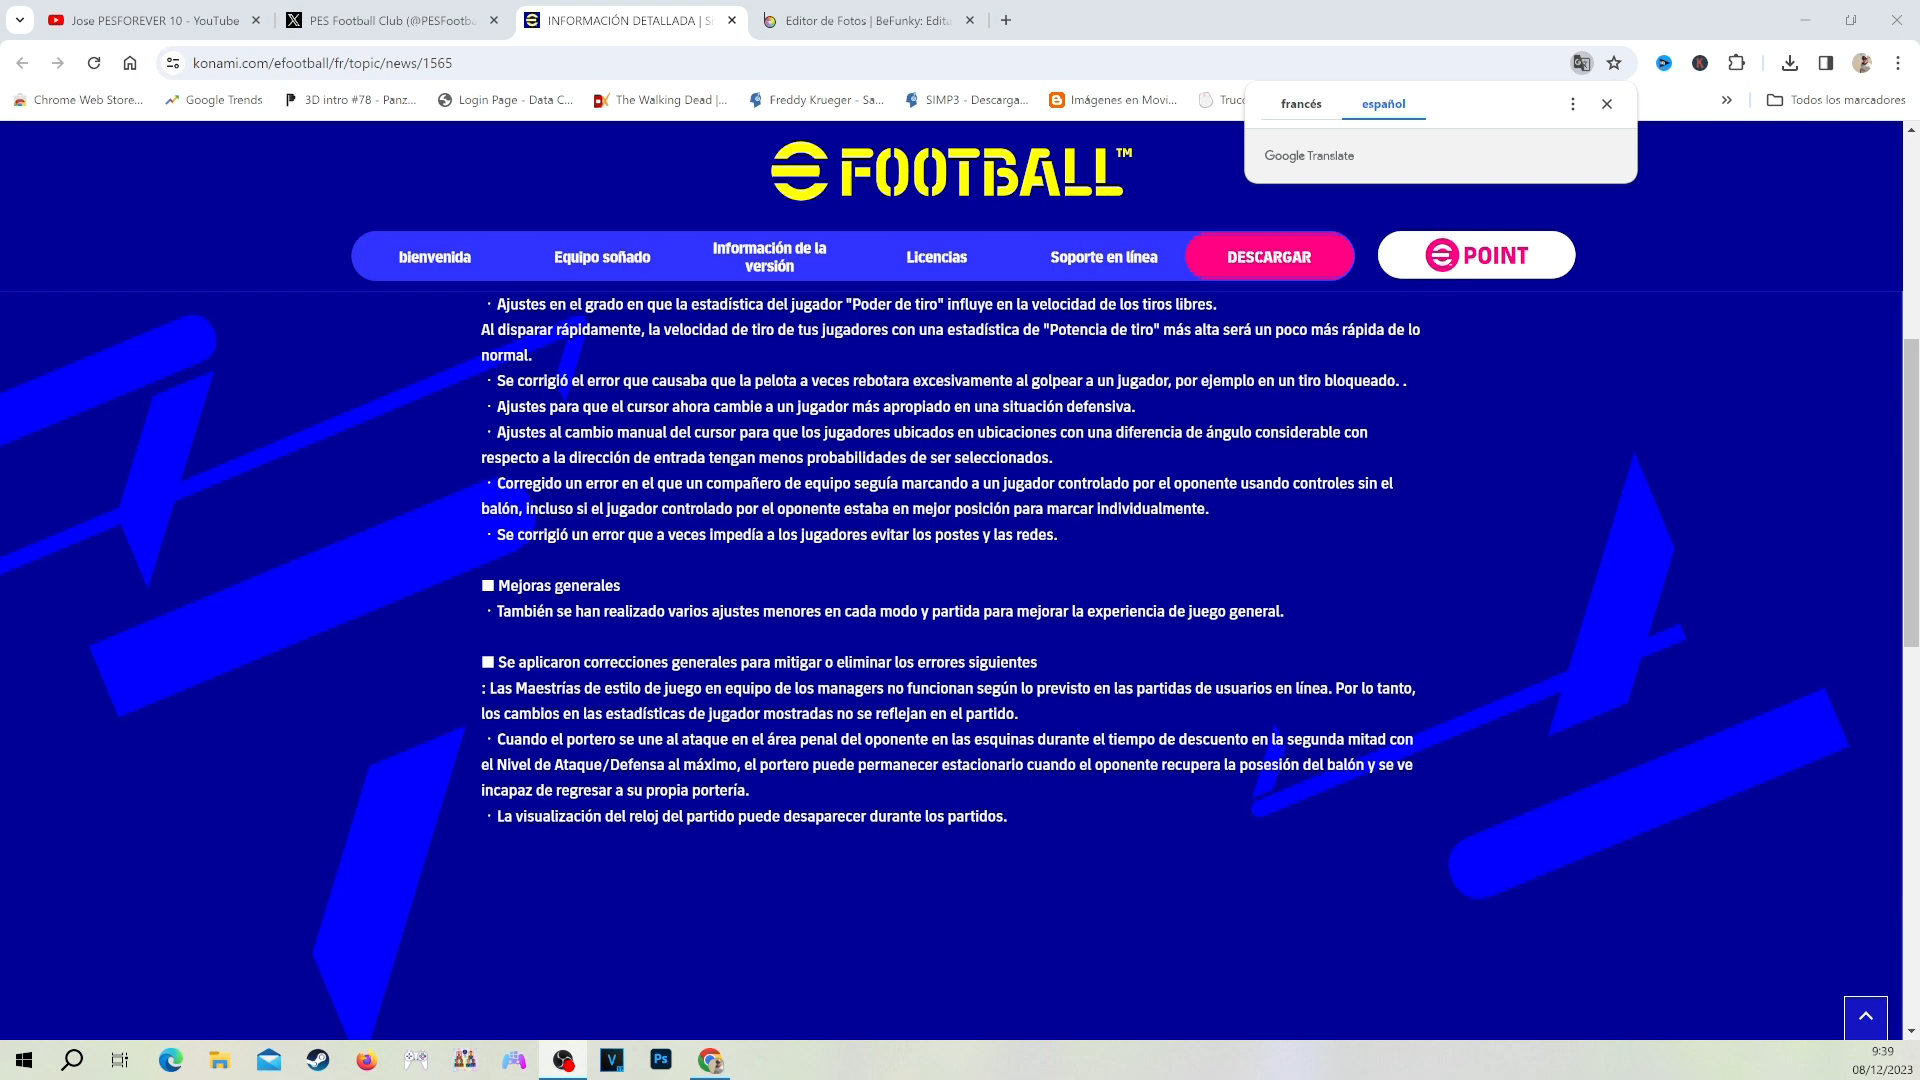 Jose PESFOREVER 10 - YouTube
PES Football Club (@PESFootb
INFORMACIÓN DETALLADA | Si
Editor de Fotos | BeFunky: Edita
konami.com/efootball/fr/topic/news/1565
Chrome Web Store...
Google Trends
3D intro #78 - Panz...
Login Page - Data C...
The Walking Dead |...
Freddy Krueger - Sa...
SIMP3 - Descarga...
Imágenes en Movi...
Truc
Todos los marcadores
francés
español
Google Translate
FOOTBALL™
bienvenida
Equipo soñado
Información de la
versión
Licencias
Soporte en línea
DESCARGAR
POINT
・Ajustes en el grado en que la estadística del jugador "Poder de tiro" influye en la velocidad de los tiros libres.
Al disparar rápidamente, la velocidad de tiro de tus jugadores con una estadística de "Potencia de tiro" más alta será un poco más rápida de lo
normal.
・Se corrigió el error que causaba que la pelota a veces rebotara excesivamente al golpear a un jugador, por ejemplo en un tiro bloqueado. .
・Ajustes para que el cursor ahora cambie a un jugador más apropiado en una situación defensiva.
・Ajustes al cambio manual del cursor para que los jugadores ubicados en ubicaciones con una diferencia de ángulo considerable con
respecto a la dirección de entrada tengan menos probabilidades de ser seleccionados.
・Corregido un error en el que un compañero de equipo seguía marcando a un jugador controlado por el oponente usando controles sin el
balón, incluso si el jugador controlado por el oponente estaba en mejor posición para marcar individualmente.
・Se corrigió un error que a veces impedía a los jugadores evitar los postes y las redes.
■ Mejoras generales
・También se han realizado varios ajustes menores en cada modo y partida para mejorar la experiencia de juego general.
■ Se aplicaron correcciones generales para mitigar o eliminar los errores siguientes
: Las Maestrías de estilo de juego en equipo de los managers no funcionan según lo previsto en las partidas de usuarios en línea. Por lo tanto,
los cambios en las estadísticas de jugador mostradas no se reflejan en el partido.
・Cuando el portero se une al ataque en el área penal del oponente en las esquinas durante el tiempo de descuento en la segunda mitad con
el Nivel de Ataque/Defensa al máximo, el portero puede permanecer estacionario cuando el oponente recupera la posesión del balón y se ve
incapaz de regresar a su propia portería.
・La visualización del reloj del partido puede desaparecer durante los partidos.
9:39
08/12/2023